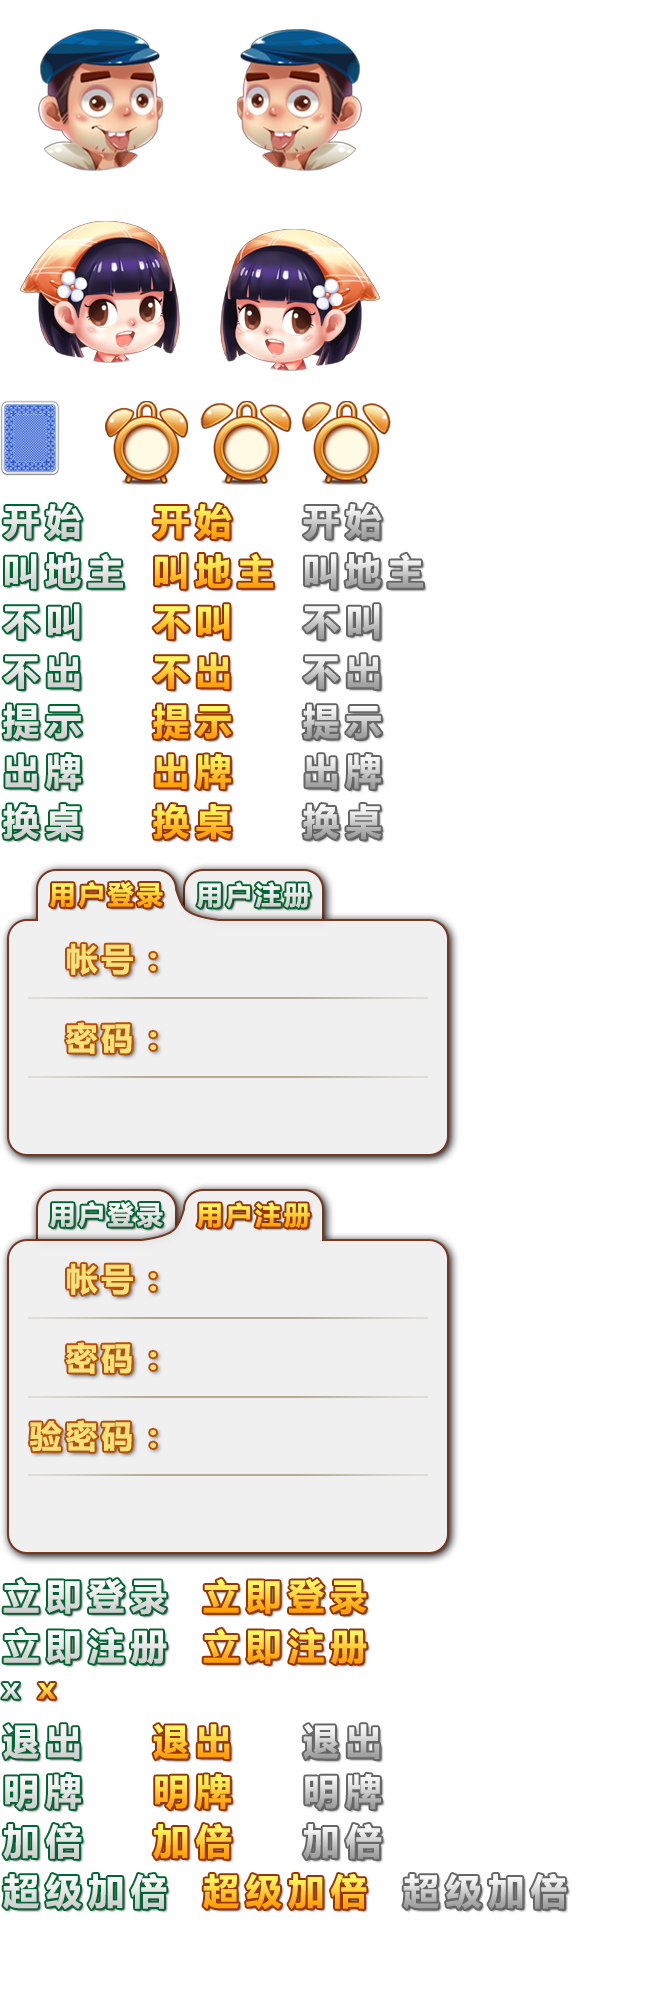 开始 开始 开始
叫地主 叫地主 叫地主
不叫 不叫 不叫
不出 不出 不出
提示 提示 提示
出牌 出牌 出牌
换桌 换桌 换桌
用户登录 用户注册
帐号：
密码：
用户登录 用户注册
帐号：
密码：
验密码：
立即登录 立即登录
立即注册 立即注册
x x
退出 退出 退出
明牌 明牌 明牌
加倍 加倍 加倍
超级加倍 超级加倍 超级加倍